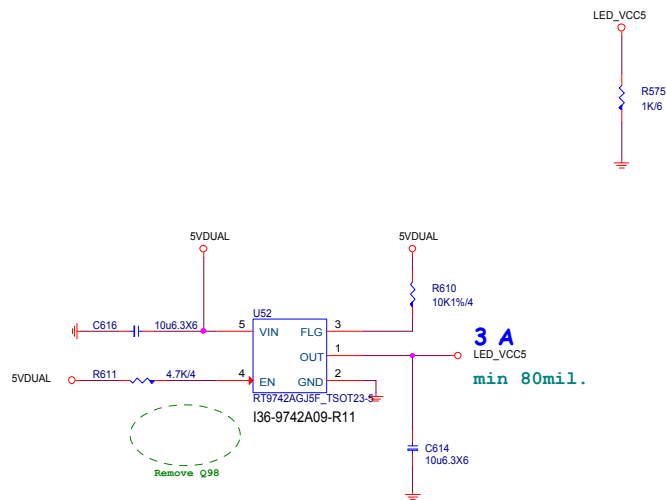 LED_VCC5
R575
1K/6
5VDUAL
5VDUAL
R610
10K1%/4
U52
C616
10u6.3X6
5
VIN
FLG
3
3 A
OUT
1
LED_VCC5
5VDUAL
R611
4.7K/4
4
EN
GND
2
min 80mil.
RT9742AGJ5F_TSOT23-5
I36-9742A09-R11
C614
10u6.3X6
Remove Q98